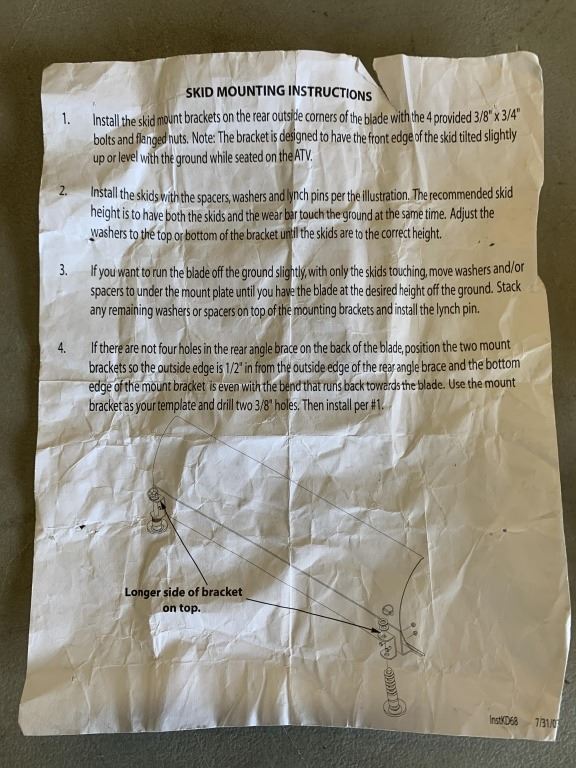 SKID MOUNTING INSTRUCTIONS
1. Install the skid mount brackets on the rear outside corners of the blade with the 4 provided 3/8" x 3/4"
bolts and flanged nuts. Note: The bracket is designed to have the front edge of the skid tilted slightly
up or level with the ground while seated on the ATV.
2. Install the skids with the spacers, washers and lynch pins per the illustration. The recommended skid
height is to have both the skids and the wear bar touch the ground at the same time. Adjust the
washers to the top or bottom of the bracket until the skids are to the correct height.
3. If you want to run the blade off the ground slightly, with only the skids touching, move washers and/or
spacers to under the mount plate until you have the blade at the desired height off the ground. Stack
any remaining washers or spacers on top of the mounting brackets and install the lynch pin.
4. If there are not four holes in the rear angle brace on the back of the blade, position the two mount
brackets so the outside edge is 1/2" in from the outside edge of the rear angle brace and the bottom
edge of the mount bracket is even with the bend that runs back towards the blade. Use the mount
bracket as your template and drill two 3/8" holes. Then install per #1.
Longer side of bracket
on top.
InstKD68 7/31/0